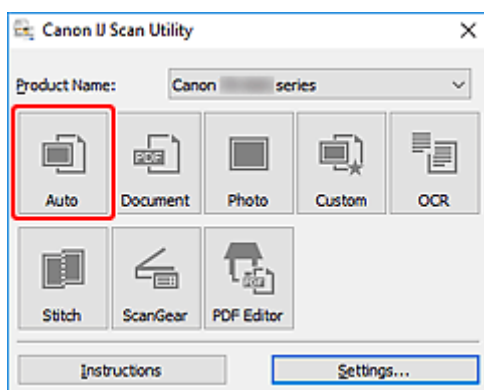 Canon IJ Scan Utility
Product Name: Canon series
Auto Document Photo Custom OCR
Stitch ScanGear PDF Editor
Instructions Settings...